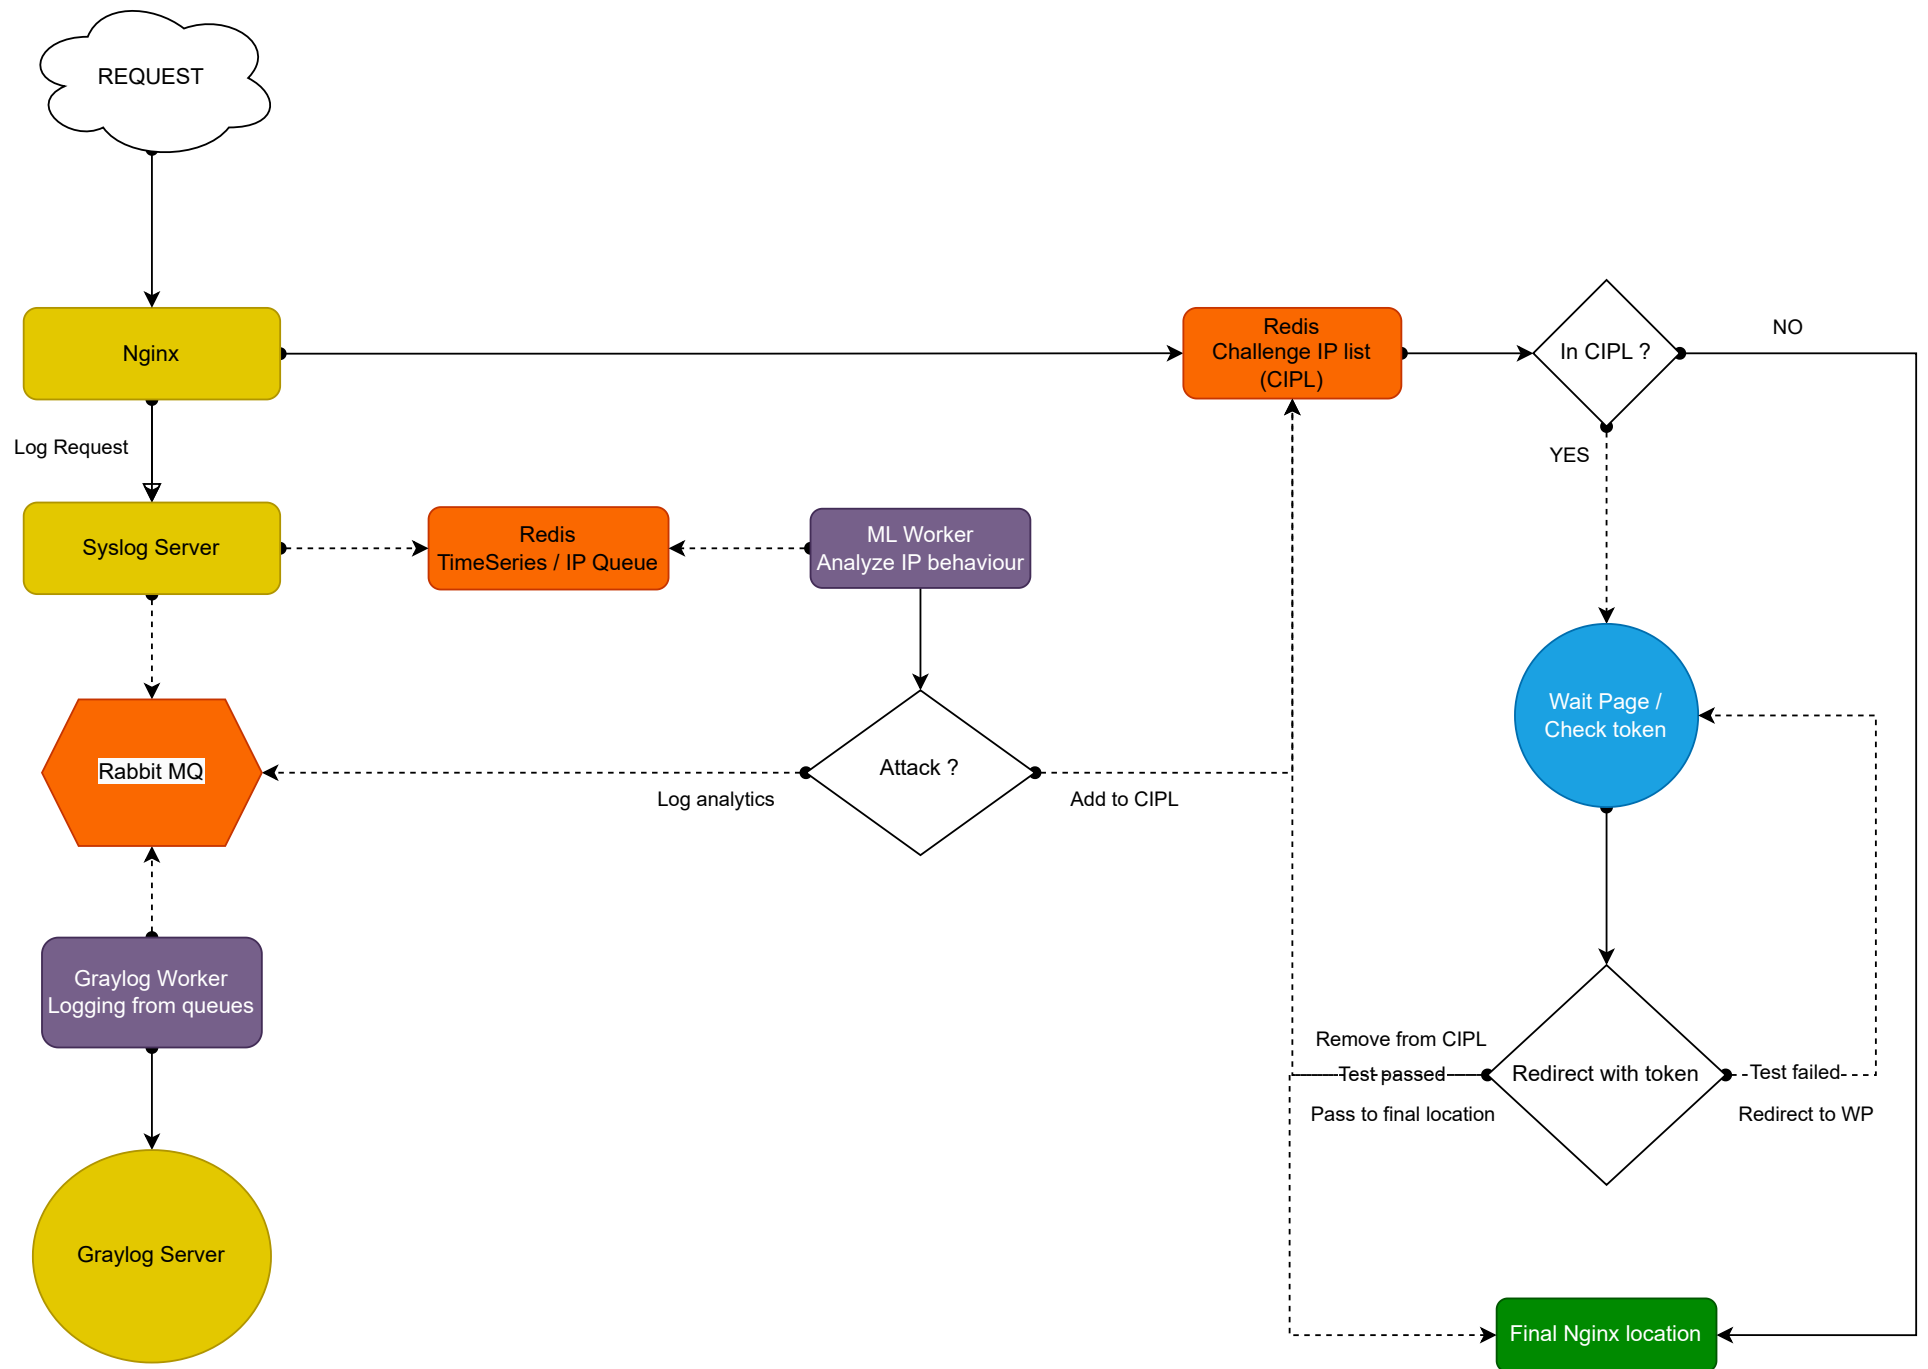 REQUEST
Nginx
Redis
Challenge IP list
(CIPL)
In CIPL ?
NO
YES
Log Request
Syslog Server
Redis
TimeSeries / IP Queue
ML Worker
Analyze IP behaviour
Wait Page /
Check token
Rabbit MQ
Attack ?
Log analytics
Add to CIPL
Graylog Worker
Logging from queues
Remove from CIPL
Test passed
Pass to final location
Redirect with token
Test failed
Redirect to WP
Graylog Server
Final Nginx location